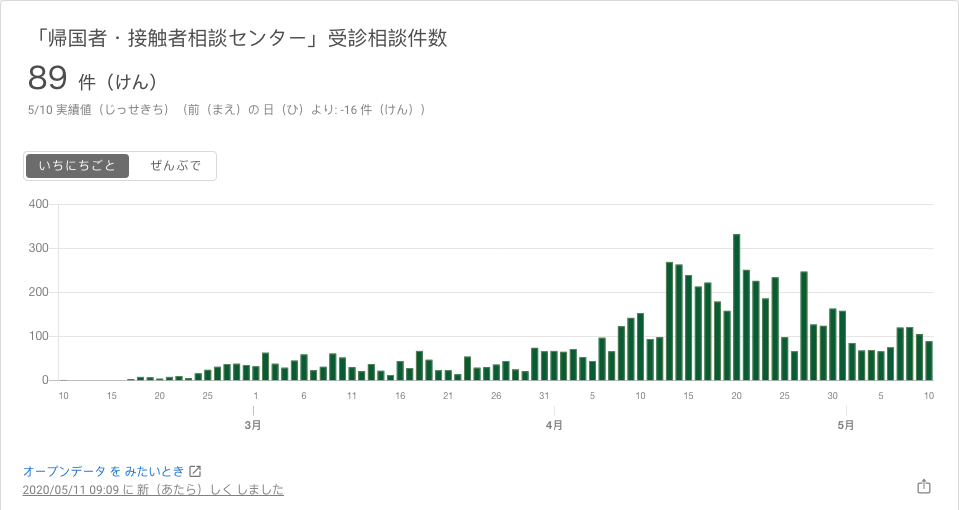 「帰国者・接触者相談センター」受診相談件数
89 件（けん）
5/10 実績値（じっせきち）（前（まえ）の 日（ひ）より: -16 件（けん））
いちにちごと ぜんぶで
400
300
200
100
0
10 15 20 25 1 6 11 16 21 26 31 5 10 15 20 25 30 5 10
3月 4月 5月
オープンデータ を みたいとき
2020/05/11 09:09 に 新（あたら）しく しました